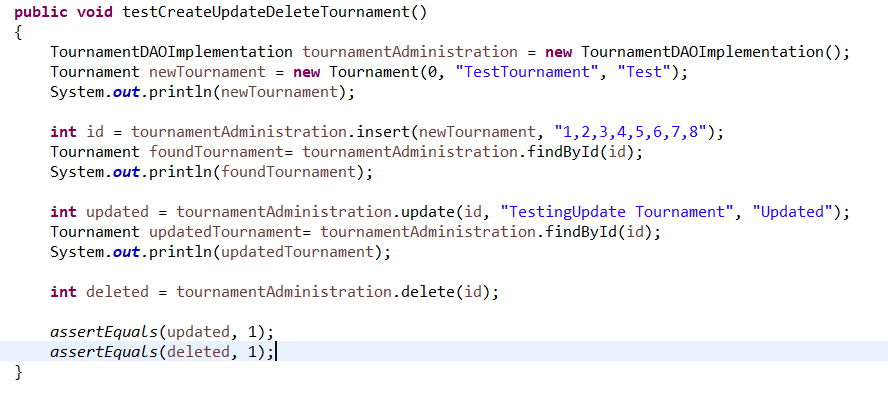 public void testCreateUpdateDeleteTournament()
{
    TournamentDAOImplementation tournamentAdministration = new TournamentDAOImplementation();
    Tournament newTournament = new Tournament(0, "TestTournament", "Test");
    System.out.println(newTournament);

    int id = tournamentAdministration.insert(newTournament, "1,2,3,4,5,6,7,8");
    Tournament foundTournament= tournamentAdministration.findById(id);
    System.out.println(foundTournament);

    int updated = tournamentAdministration.update(id, "TestingUpdate Tournament", "Updated");
    Tournament updatedTournament= tournamentAdministration.findById(id);
    System.out.println(updatedTournament);

    int deleted = tournamentAdministration.delete(id);

    assertEquals(updated, 1);
    assertEquals(deleted, 1);
}